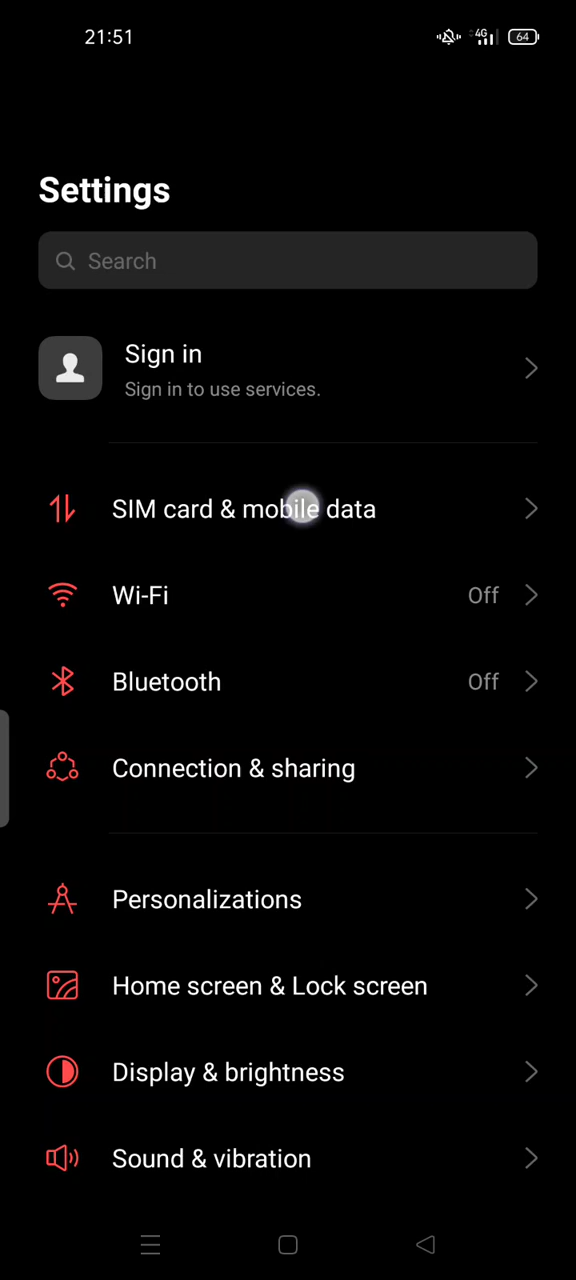 21:51
4G
64
Settings
Search
Sign in
Sign in to use services.
SIM card & mobile data
Wi-Fi
Off
Bluetooth
Off
Connection & sharing
Personalizations
Home screen & Lock screen
Display & brightness
Sound & vibration